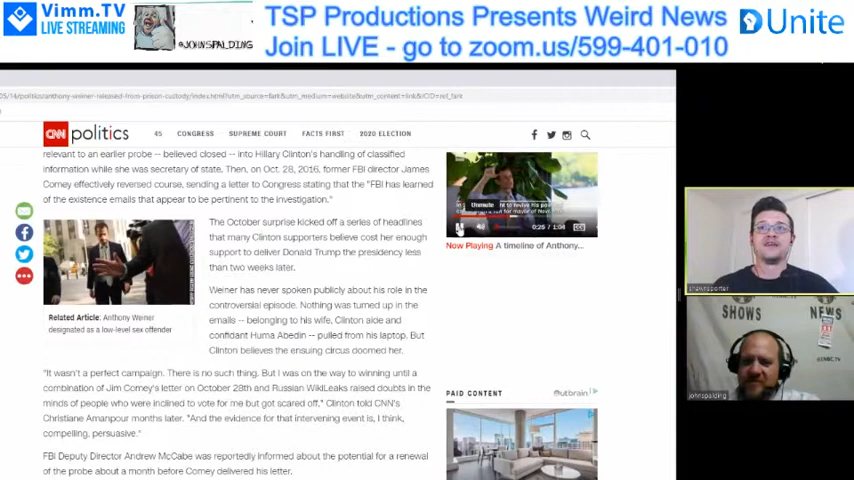 Vimm.TV
LIVE STREAMING
@JOHNSPALDING
TSP Productions Presents Weird News
Join LIVE - go to zoom.us/599-401-010
Unite
CNN politics
45 CONGRESS SUPREME COURT FACTS FIRST 2020 ELECTION
relevant to an earlier probe -- believed closed -- into Hillary Clinton's handling of classified
information while she was secretary of state. Then, on Oct. 28, 2016, former FBI director James
Comey effectively reversed course, sending a letter to Congress stating that the "FBI has learned
of the existence emails that appear to be pertinent to the investigation."
The October surprise kicked off a series of headlines
that many Clinton supporters believe cost her enough
support to deliver Donald Trump the presidency less
than two weeks later.
Weiner has never spoken publicly about his role in the
controversial episode. Nothing was turned up in the
emails -- belonging to his wife, Clinton aide and
confidant Huma Abedin -- pulled from his laptop. But
Clinton believes the ensuing circus doomed her.
Related Article: Anthony Weiner
designated as a low-level sex offender
"It wasn't a perfect campaign. There is no such thing. But I was on the way to winning until a
combination of Jim Comey's letter on October 28th and Russian WikiLeaks raised doubts in the
minds of people who were inclined to vote for me but got scared off," Clinton told CNN's
Christiane Amanpour months later. "And the evidence for that intervening event is, I think,
compelling, persuasive."
FBI Deputy Director Andrew McCabe was reportedly informed about the potential for a renewal
of the probe about a month before Comey delivered his letter.
Unmute
0:25 / 1:08
Now Playing A timeline of Anthony...
PAID CONTENT
outbrain
SHOWS
NEWS
johnspalding